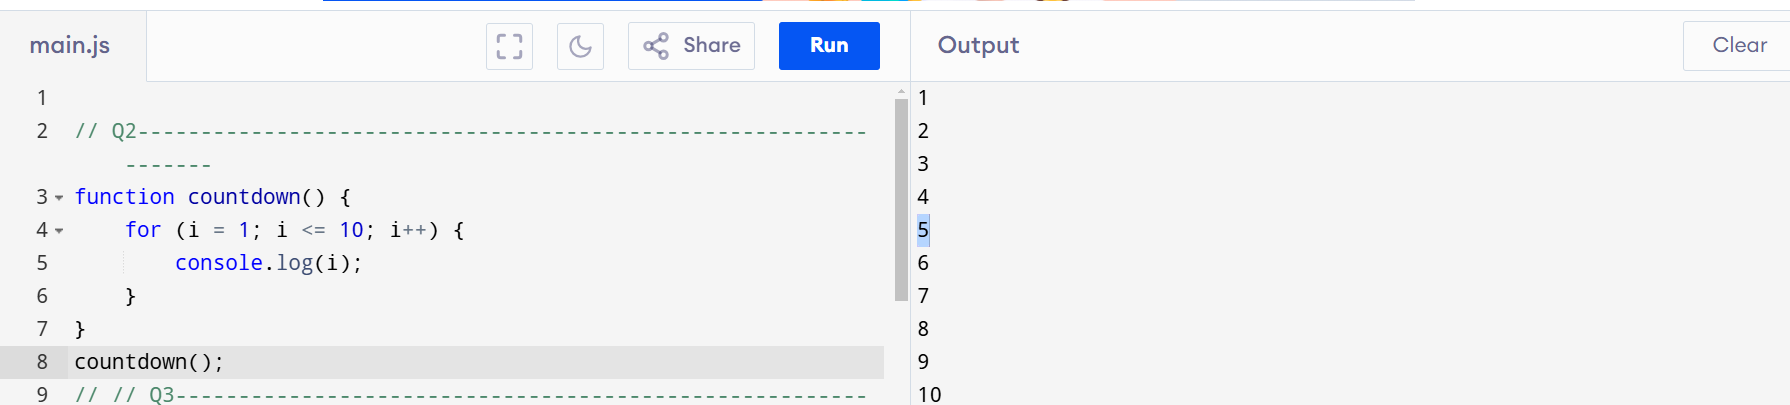 main.js
Share
Run
Output
Clear
1
2 // Q2----------------------------------------------------------
-------
3 function countdown() {
4 for (i = 1; i <= 10; i++) {
5 console.log(i);
6 }
7 }
8 countdown();
9 // // Q3-------------------------------------------------------
1
2
3
4
5
6
7
8
9
10